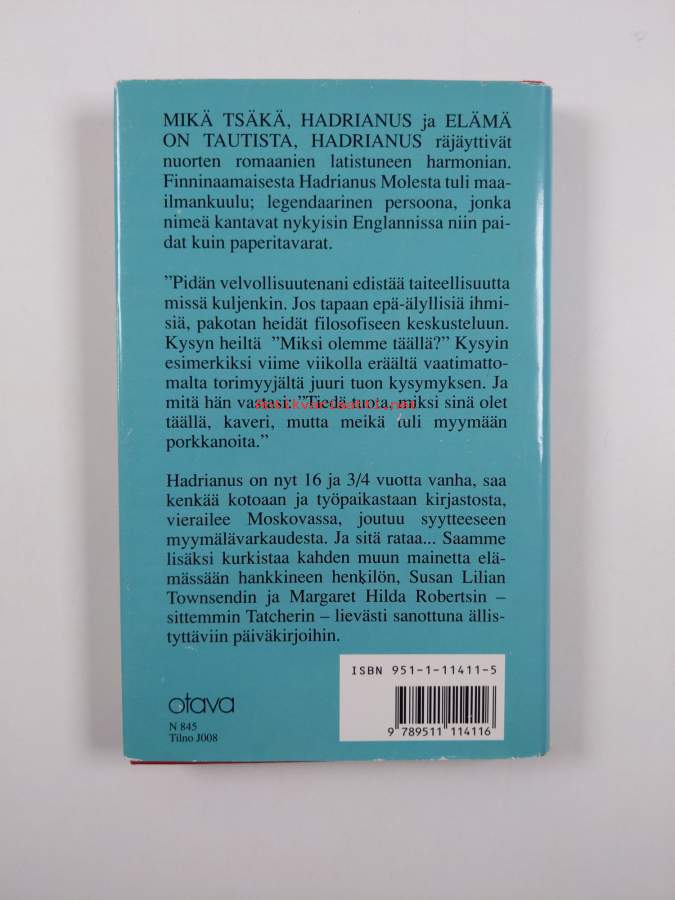 MIKÄ TSÄKÄ, HADRIANUS ja ELÄMÄ
ON TAUTISTA, HADRIANUS räjäyttivät
nuorten romaanien latistuneen harmonian.
Finninaamaisesta Hadrianus Molesta tuli maa-
ilmankuulu; legendaarinen persoona, jonka
nimeä kantavat nykyisin Englannissa niin pai-
dat kuin paperitavarat.
”Pidän velvollisuutenani edistää taiteellisuutta
missä kuljenkin. Jos tapaan epä-älyllisiä ihmi-
siä, pakotan heidät filosofiseen keskusteluun.
Kysyn heiltä ”Miksi olemme täällä?” Kysyin
esimerkiksi viime viikolla eräältä vaatimatto-
malta torimyyjältä juuri tuon kysymyksen. Ja
mitä hän vastasi: ”Tiedä tuota, miksi sinä olet
antikvariaatti.net
täällä, kaveri, mutta meikä tuli myymään
porkkanoita.”
Hadrianus on nyt 16 ja 3/4 vuotta vanha, saa
kenkää kotoaan ja työpaikastaan kirjastosta,
vierailee Moskovassa, joutuu syytteeseen
myymälävarkaudesta. Ja sitä rataa... Saamme
lisäksi kurkistaa kahden muun mainetta elä-
mässään hankkineen henkilön, Susan Lilian
Townsendin ja Margaret Hilda Robertsin –
sittemmin Tatcherin – lievästi sanottuna ällis-
tyttäviin päiväkirjoihin.
ISBN 951-1-11411-5
otava
N 845
Tilno J008
9 789511 114116